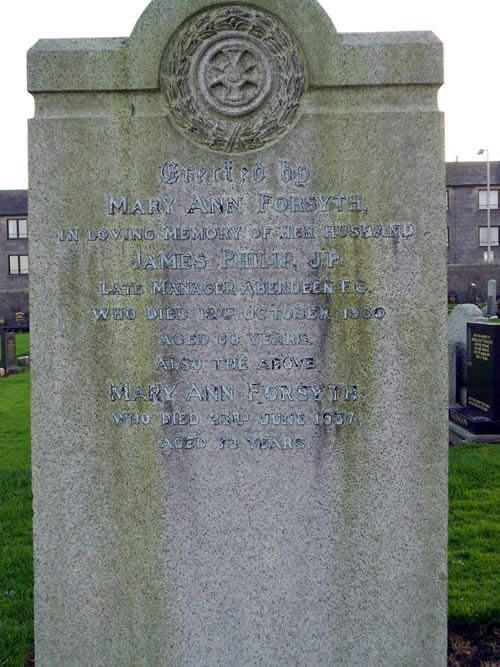 Erected by
MARY ANN FORSYTH,
IN LOVING MEMORY OF HER HUSBAND
JAMES PHILIP, J.P.
LATE MANAGER ABERDEEN F.C.
WHO DIED 18TH OCTOBER, 1930
AGED 66 YEARS.
ALSO THE ABOVE
MARY ANN FORSYTH,
WHO DIED 23RD JUNE 1937,
AGED 73 YEARS.